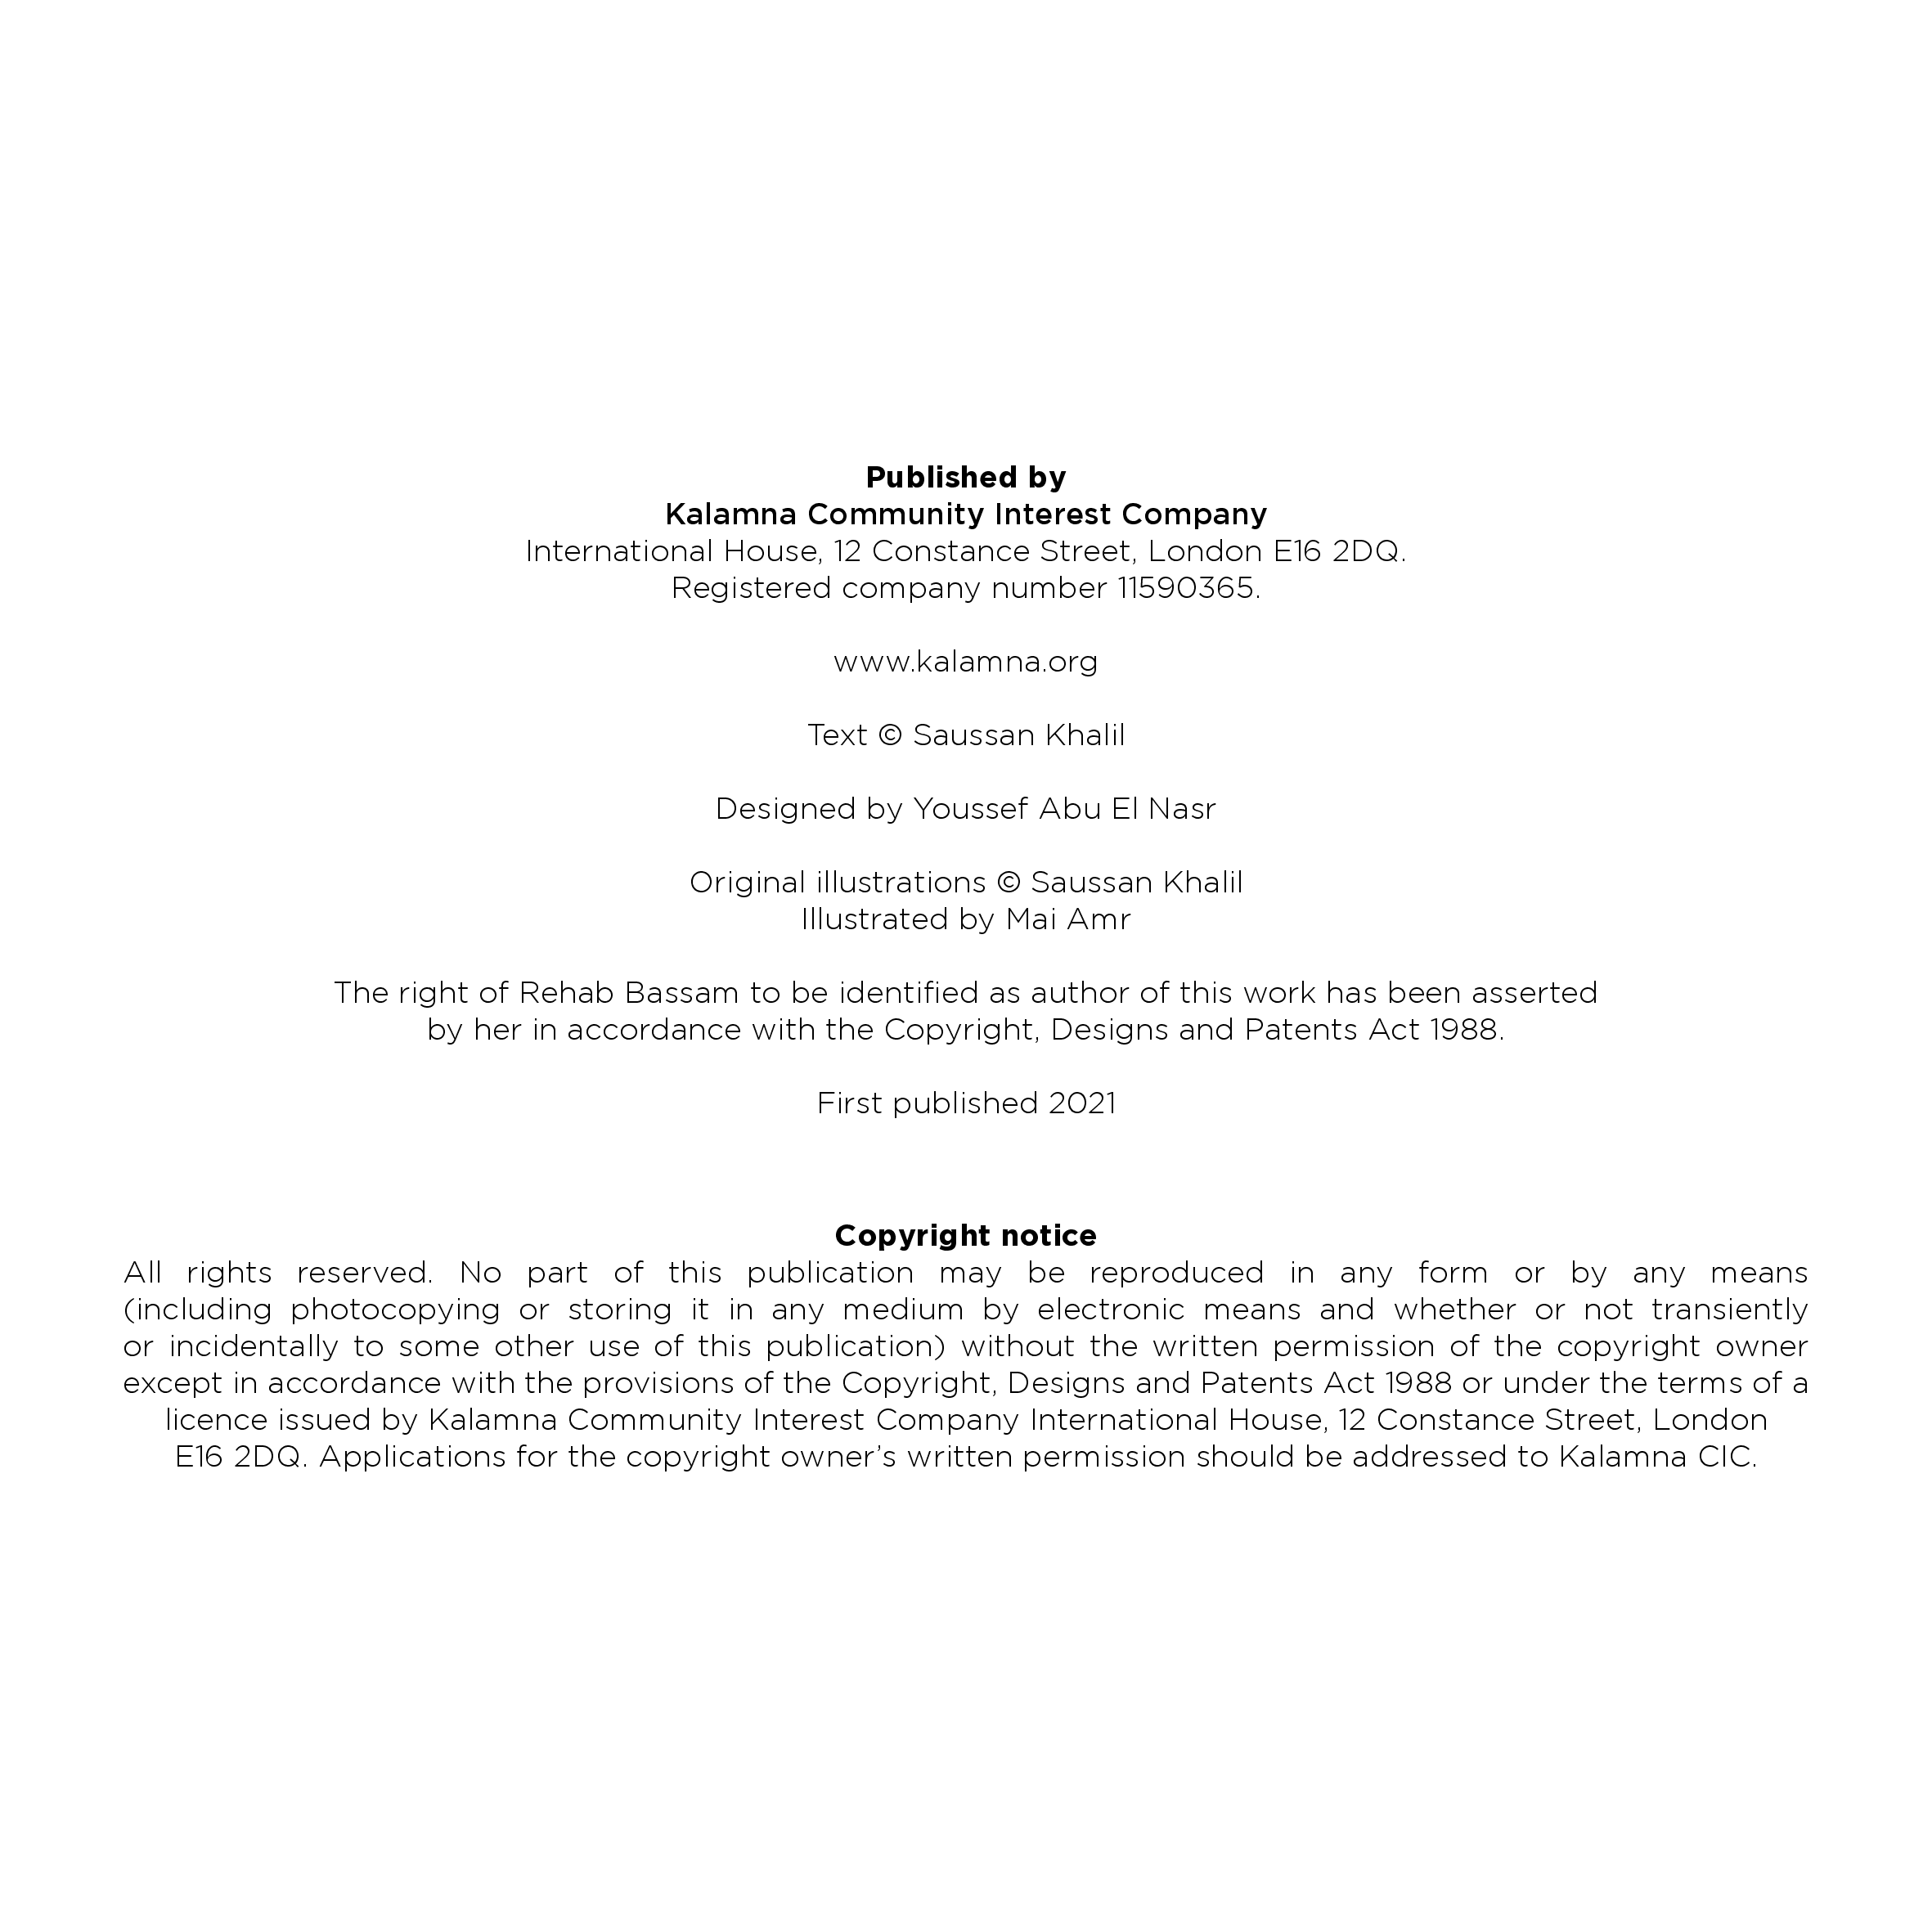 Published by
Kalamna Community Interest Company
International House, 12 Constance Street, London E16 2DQ.
Registered company number 11590365.
www.kalamna.org
Text © Saussan Khalil
Designed by Youssef Abu El Nasr
Original illustrations © Saussan Khalil
Illustrated by Mai Amr
The right of Rehab Bassam to be identified as author of this work has been asserted
by her in accordance with the Copyright, Designs and Patents Act 1988.
First published 2021
Copyright notice
All rights reserved. No part of this publication may be reproduced in any form or by any means
(including photocopying or storing it in any medium by electronic means and whether or not transiently
or incidentally to some other use of this publication) without the written permission of the copyright owner
except in accordance with the provisions of the Copyright, Designs and Patents Act 1988 or under the terms of a
licence issued by Kalamna Community Interest Company International House, 12 Constance Street, London
E16 2DQ. Applications for the copyright owner’s written permission should be addressed to Kalamna CIC.